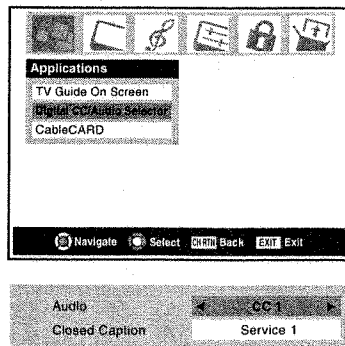 Applications
TV Guide On Screen
Digital CC/Audio Selector
CableCARD
Navigate Select CH RTN Back EXIT Exit
Audio CC 1
Closed Caption Service 1